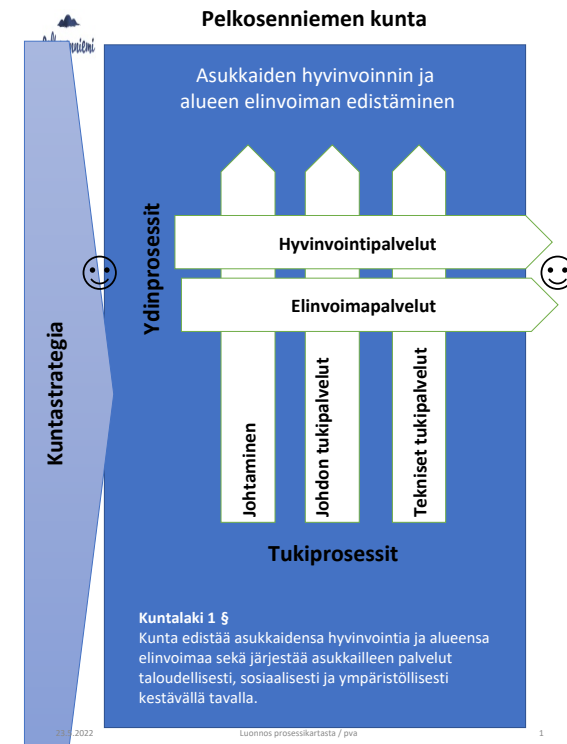 Pelkosenniemen kunta
Asukkaiden hyvinvoinnin ja
alueen elinvoiman edistäminen
Kuntastrategia
Ydinprosessit
Hyvinvointipalvelut
Elinvoimapalvelut
Johtaminen
Johdon tukipalvelut
Tekniset tukipalvelut
Tukiprosessit
Kuntalaki 1 §
Kunta edistää asukkaidensa hyvinvointia ja alueensa
elinvoimaa sekä järjestää asukkailleen palvelut
taloudellisesti, sosiaalisesti ja ympäristöllisesti
kestävällä tavalla.
Luonnos prosessikartasta / pva
1